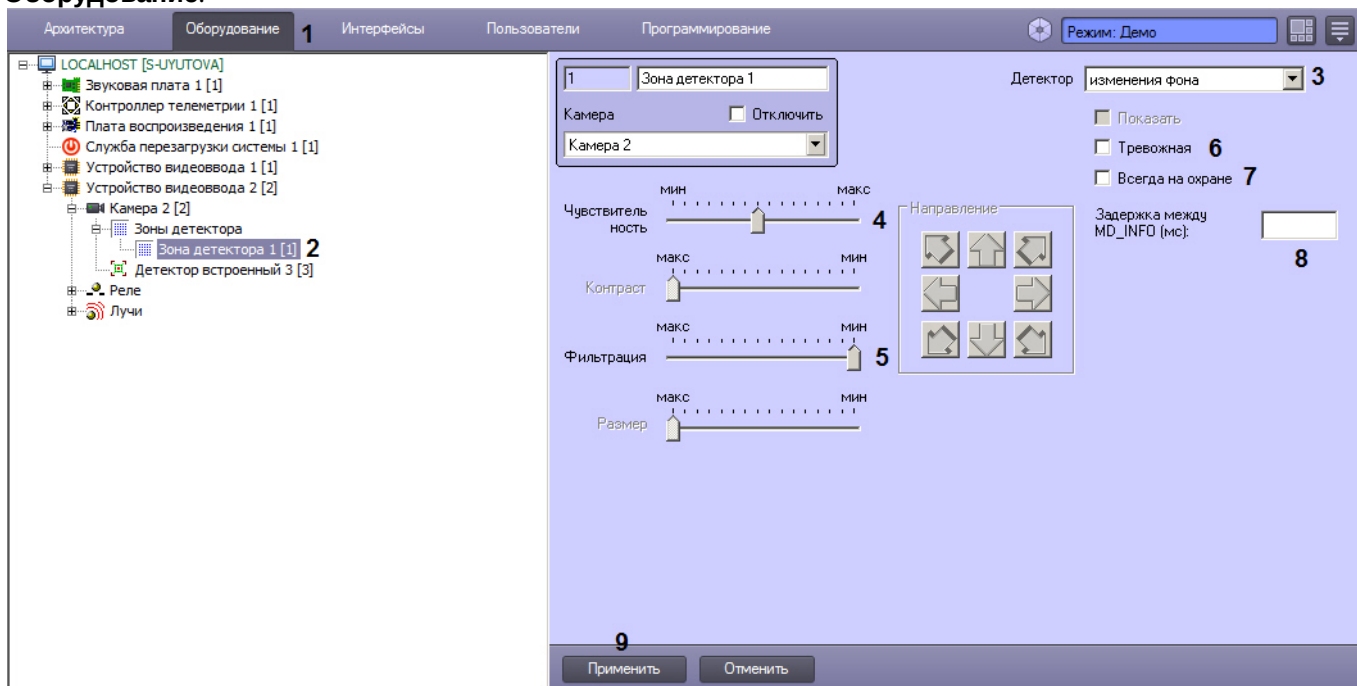 Оборудование.
Архитектура Оборудование 1 Интерфейсы Пользователи Программирование Режим: Демо
LOCALHOST [S-UYUTOVA]
Звуковая плата 1 [1]
Контроллер телеметрии 1 [1]
Плата воспроизведения 1 [1]
Служба перезагрузки системы 1 [1]
Устройство видеоввода 1 [1]
Устройство видеоввода 2 [2]
Камера 2 [2]
Зоны детектора
Зона детектора 1 [1] 2
Детектор встроенный 3 [3]
Реле
Лучи
1 Зона детектора 1
Камера Отключить
Камера 2
Детектор изменения фона 3
Показать
Тревожная 6
Всегда на охране 7
Задержка между
MD_INFO (мс):
8
мин макс
Чувствитель
ность 4
макс мин
Контраст
макс мин
Фильтрация 5
макс мин
Размер
Направление
9
Применить Отменить